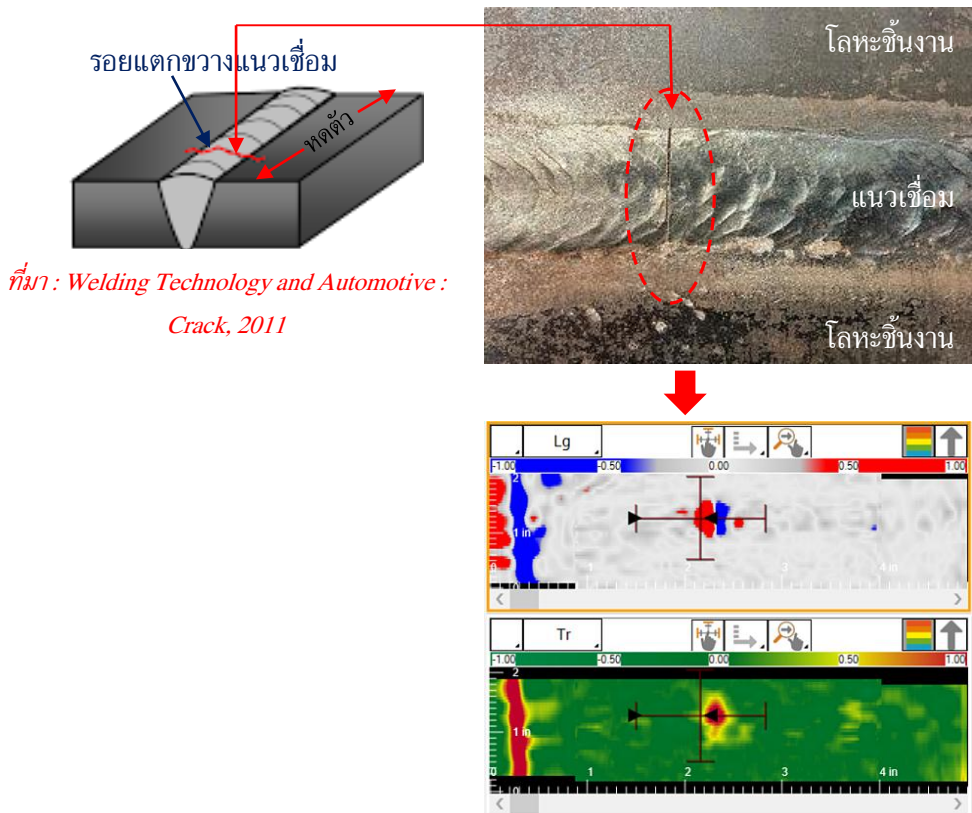 รอยแตกขวางแนวเชื่อม
หดตัว
ที่มา : Welding Technology and Automotive :
Crack, 2011
โลหะชิ้นงาน
แนวเชื่อม
โลหะชิ้นงาน
Lg
-1.00 -0.50 0.00 0.50 1.00
2
1 in
0 1 2 3 4 in
Tr
-1.00 -0.50 0.00 0.50 1.00
2
1 in
0 1 2 3 4 in